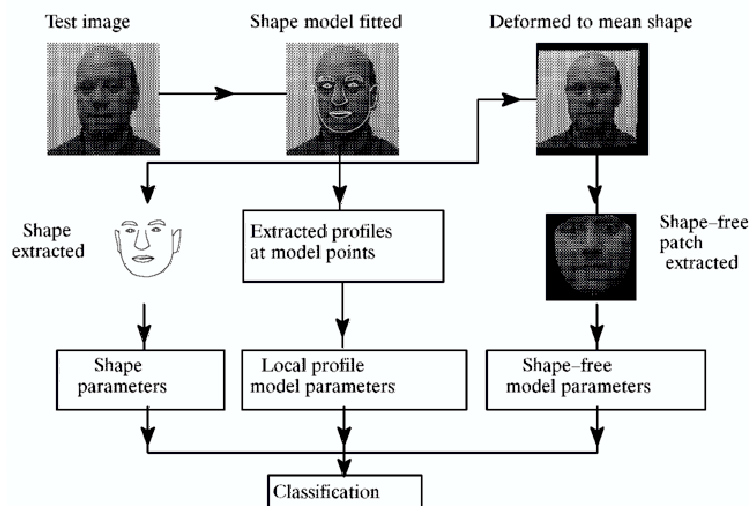 Test image
Shape model fitted
Deformed to mean shape
Shape
extracted
Extracted profiles
at model points
Shape–free
patch
extracted
Shape
parameters
Local profile
model parameters
Shape–free
model parameters
Classification